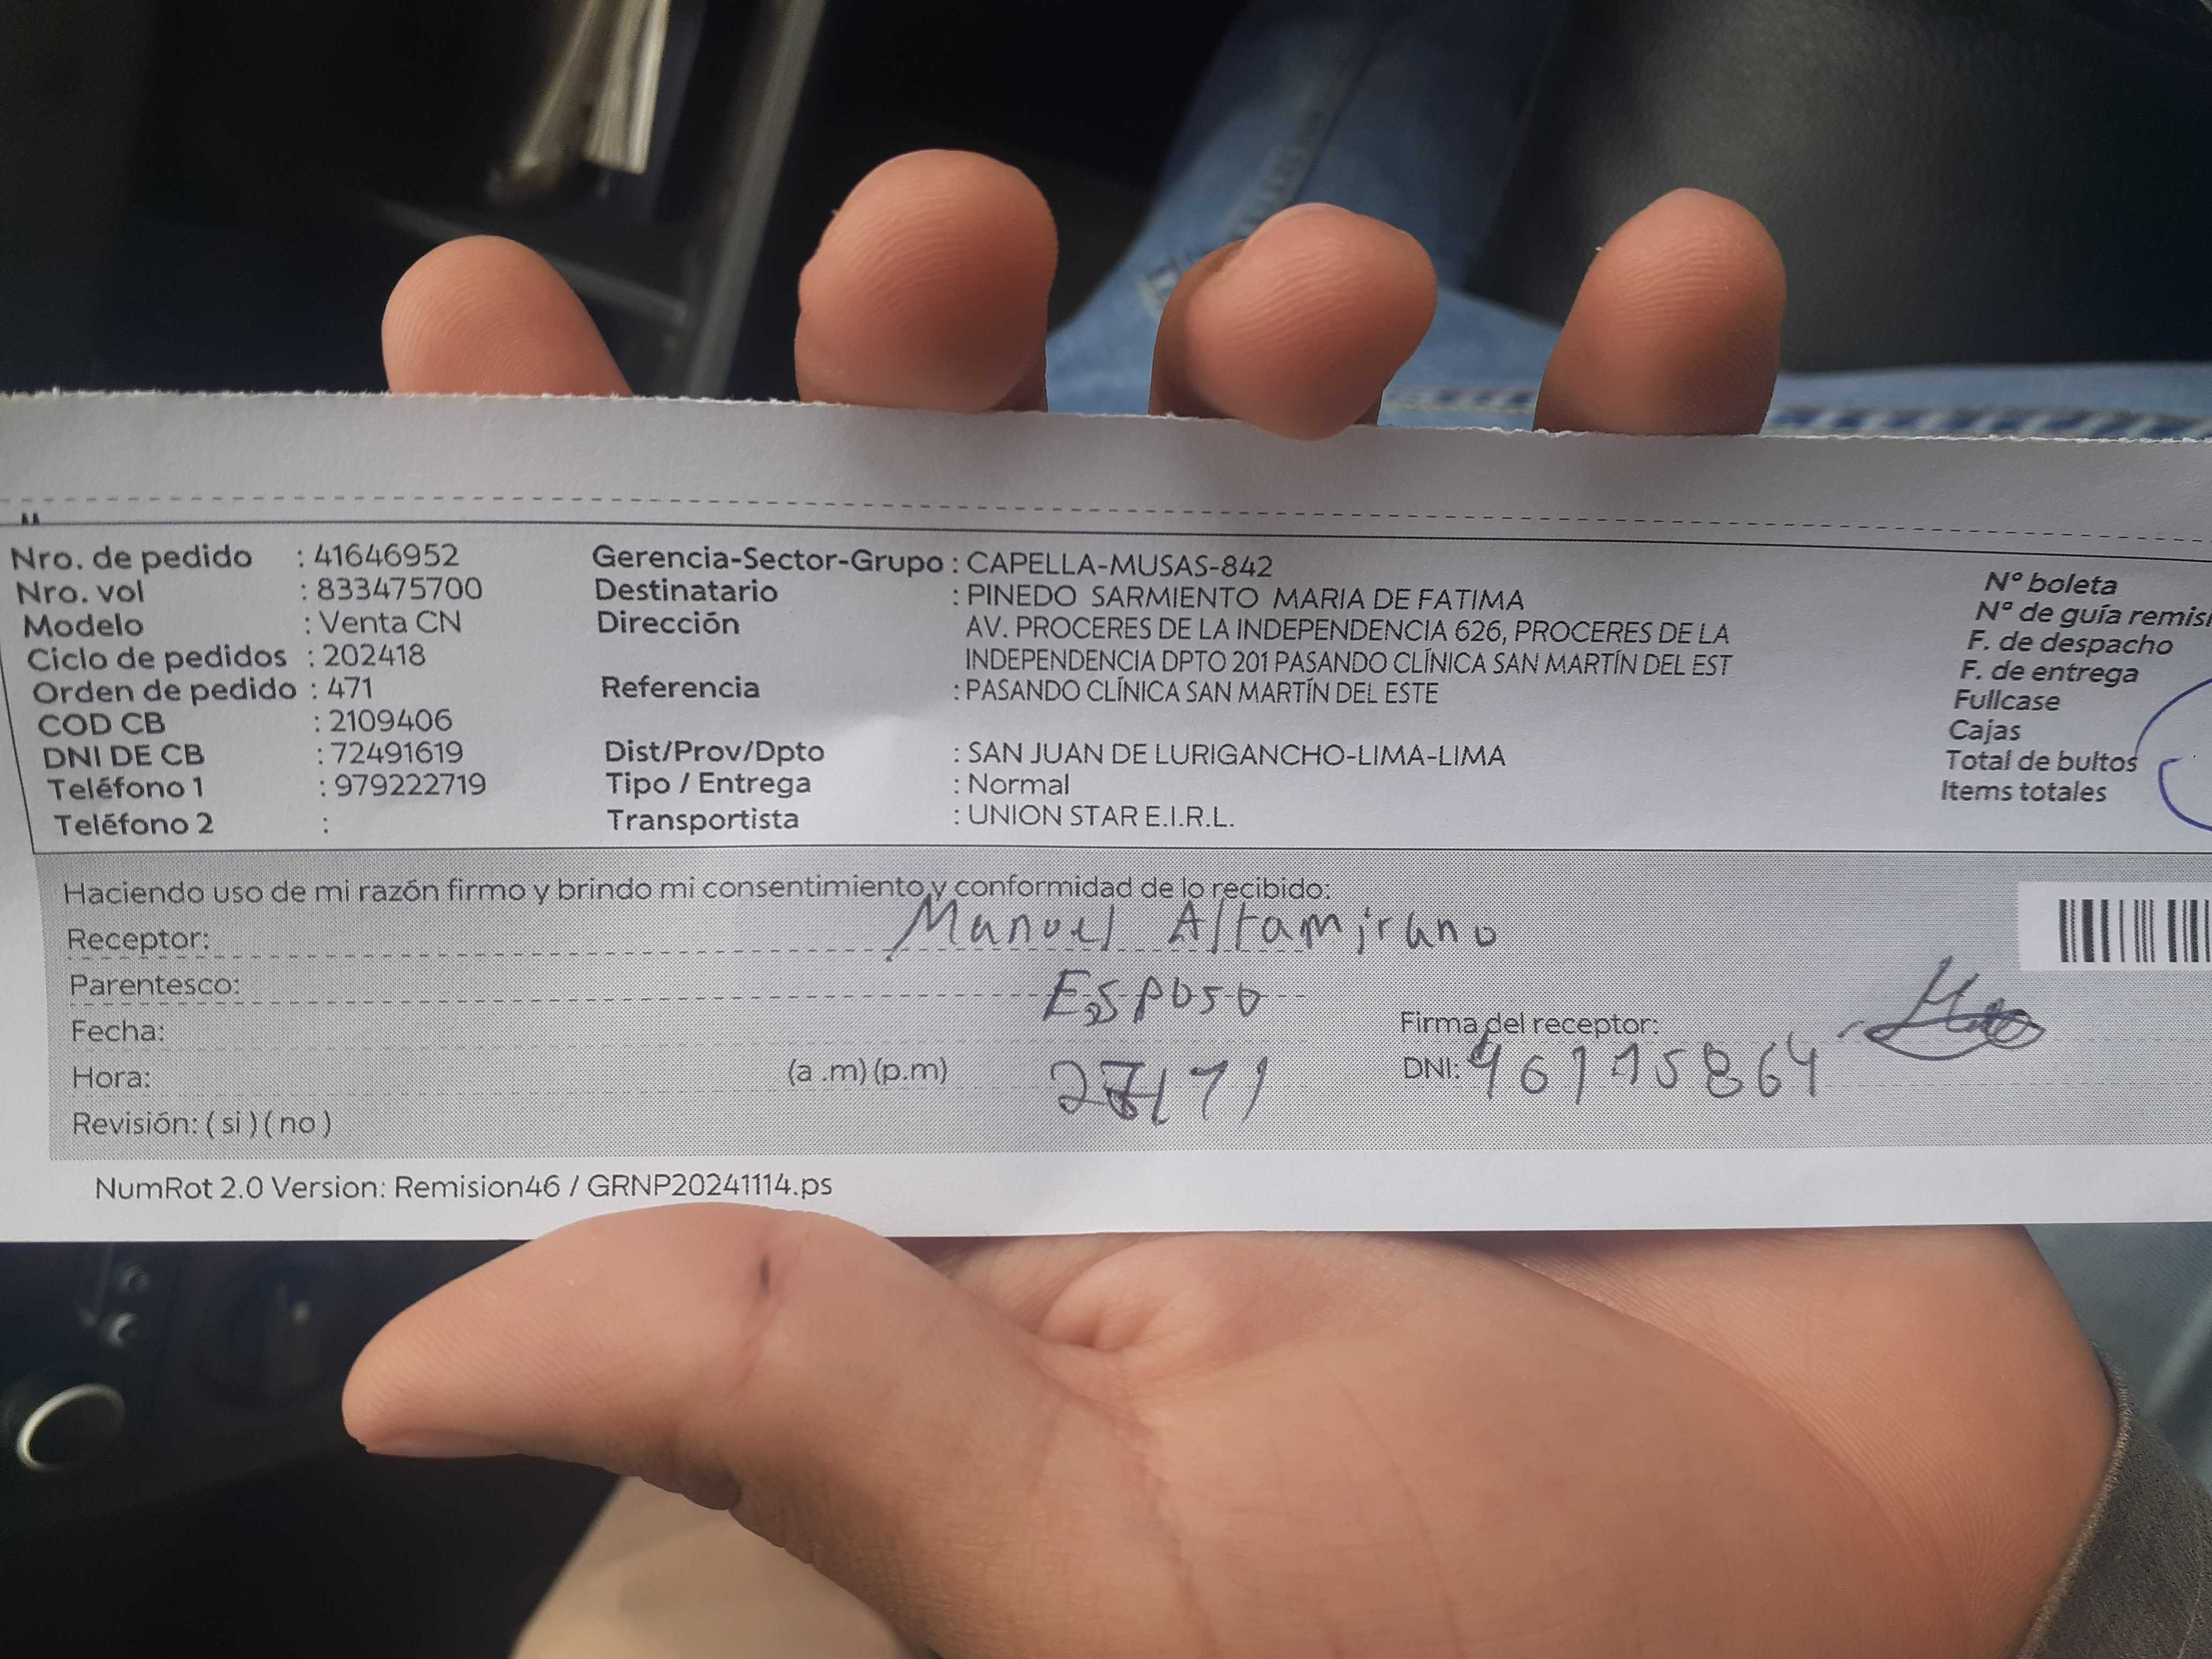 Nro. de pedido : 41646952
Nro. vol : 833475700
Modelo : Venta CN
Ciclo de pedidos : 202418
Orden de pedido : 471
COD CB : 2109406
DNI DE CB : 72491619
Teléfono 1 : 979222719
Teléfono 2 :
Gerencia-Sector-Grupo : CAPELLA-MUSAS-842
Destinatario : PINEDO SARMIENTO MARIA DE FATIMA
Dirección AV. PROCERES DE LA INDEPENDENCIA 626, PROCERES DE LA
INDEPENDENCIA DPTO 201 PASANDO CLÍNICA SAN MARTÍN DEL EST
Referencia : PASANDO CLÍNICA SAN MARTÍN DEL ESTE
Dist/Prov/Dpto : SAN JUAN DE LURIGANCHO-LIMA-LIMA
Tipo / Entrega : Normal
Transportista : UNION STAR E.I.R.L.
N° boleta
N° de guía remisi
F. de despacho
F. de entrega
Fullcase
Cajas
Total de bultos
Items totales
Haciendo uso de mi razón firmo y brindo mi consentimiento y conformidad de lo recibido:
Receptor: Manuel Altamirano
Parentesco: Esposo
Fecha:
Firma del receptor:
Hora: (a .m) (p.m)
DNI:
Revisión: ( si ) ( no )
NumRot 2.0 Version: Remision46 / GRNP20241114.ps